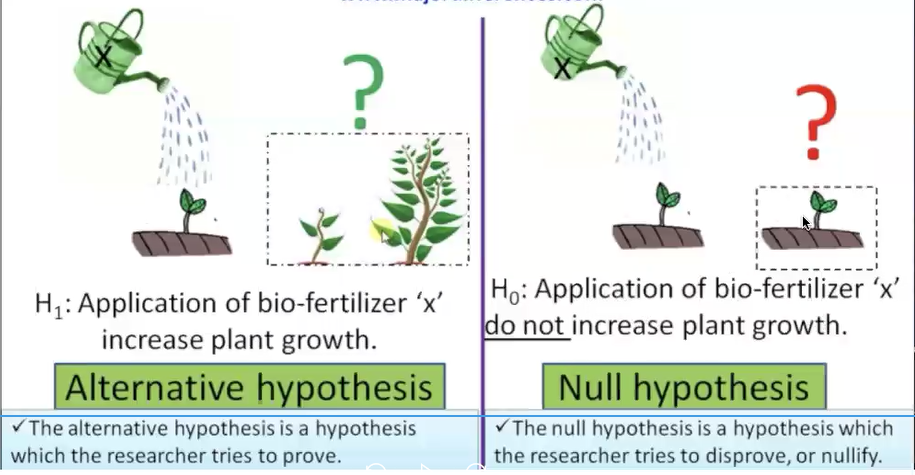 X
H₁: Application of bio-fertilizer ‘x’
increase plant growth.
Alternative hypothesis
✓The alternative hypothesis is a hypothesis
which the researcher tries to prove.
?
X
?
H₀: Application of bio-fertilizer ‘x’
do not increase plant growth.
Null hypothesis
✓The null hypothesis is a hypothesis which
the researcher tries to disprove, or nullify.